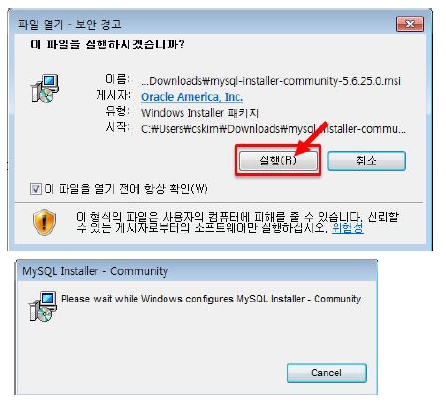 파일 열기 - 보안 경고
이 파일을 실행하시겠습니까?
이름: ...Downloads₩mysql-installer-community-5.6.25.0.msi
게시자: Oracle America, Inc.
유형: Windows Installer 패키지
시작: C:₩Users₩cskim₩Downloads₩mysql-installer-commu...
실행(R) 취소
이 파일을 열기 전에 항상 확인(W)
이 형식의 파일은 사용자의 컴퓨터에 피해를 줄 수 있습니다. 신뢰할
수 있는 게시자로부터의 소프트웨어만 실행하십시오. 위험성
MySQL Installer - Community
Please wait while Windows configures MySQL Installer - Community
Cancel